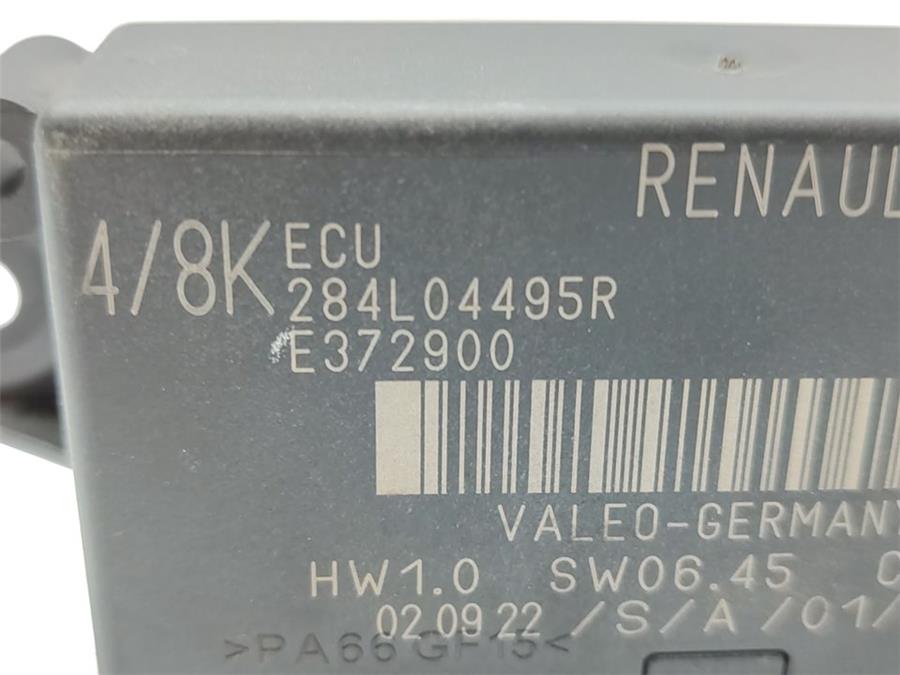 RENAUL
4/8K ECU
284L04495R
E372900
VALEO-GERMANY
HW1.0 SW06.45 C
02.09.22 /S/A/01/
>PA66 GF15<